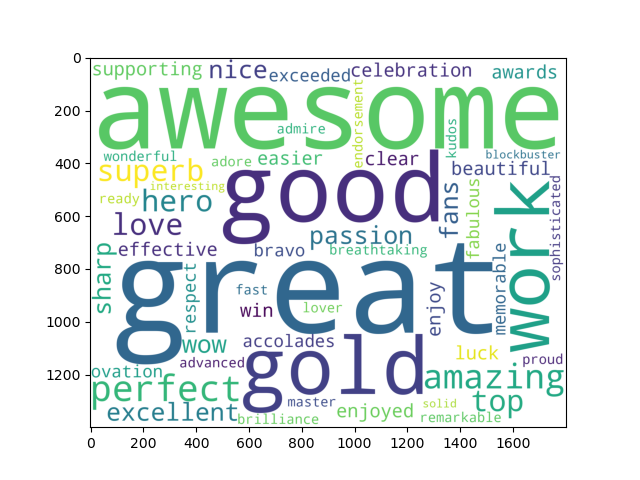 0
200
400
600
800
1000
1200
supporting nice exceeded celebration awards
awesome
admire
endorsement
kudos
wonderful adore easier clear blockbuster
superb interesting beautiful
good
ready hero
love
fans
fabulous
work
sophisticated
passion
effective bravo breathtaking
sharp
great
respect
fast
win lover
enjoy
memorable
wow accolades luck
advanced gold proud
ovation amazing
perfect master solid top
excellent brilliance enjoyed remarkable
0 200 400 600 800 1000 1200 1400 1600